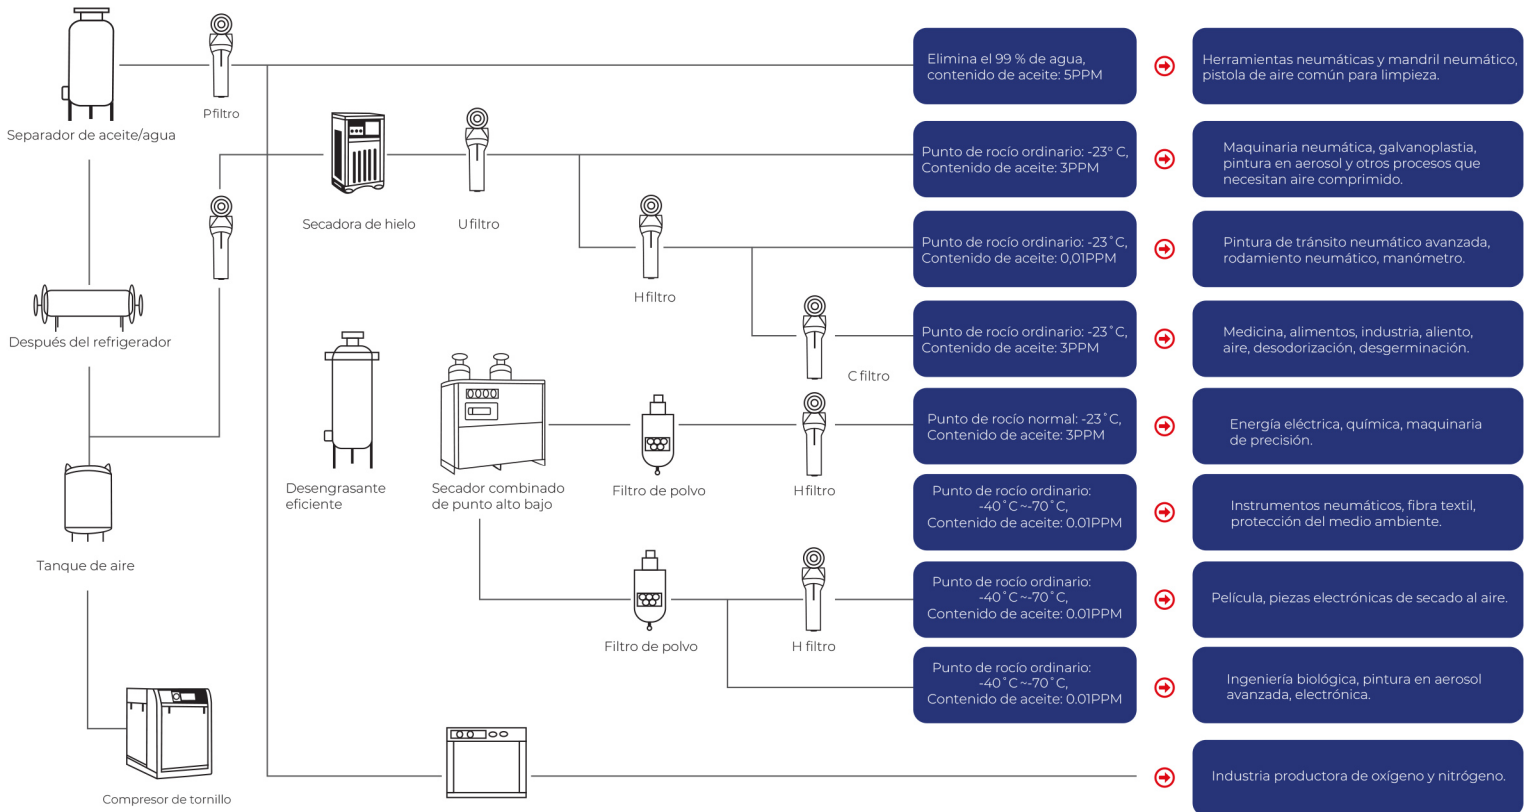 Separador de aceite/agua
P filtro
Después del refrigerador
Tanque de aire
Compresor de tornillo
Secadora de hielo
U filtro
H filtro
C filtro
Desengrasante
eficiente
Secador combinado
de punto alto bajo
Filtro de polvo
H filtro
Filtro de polvo
H filtro
Elimina el 99 % de agua,
contenido de aceite: 5PPM
Herramientas neumáticas y mandril neumático,
pistola de aire común para limpieza.
Punto de rocío ordinario: -23° C,
Contenido de aceite: 3PPM
Maquinaria neumática, galvanoplastia,
pintura en aerosol y otros procesos que
necesitan aire comprimido.
Punto de rocío ordinario: -23˚C,
Contenido de aceite: 0,01PPM
Pintura de tránsito neumático avanzada,
rodamiento neumático, manómetro.
Punto de rocío ordinario: -23˚C,
Contenido de aceite: 3PPM
Medicina, alimentos, industria, aliento,
aire, desodorización, desgerminación.
Punto de rocío normal: -23˚C,
Contenido de aceite: 3PPM
Energía eléctrica, química, maquinaria
de precisión.
Punto de rocío ordinario:
-40˚C ~-70˚C,
Contenido de aceite: 0.01PPM
Instrumentos neumáticos, fibra textil,
protección del medio ambiente.
Punto de rocío ordinario:
-40˚C ~-70˚C,
Contenido de aceite: 0.01PPM
Película, piezas electrónicas de secado al aire.
Punto de rocío ordinario:
-40˚C ~-70˚C,
Contenido de aceite: 0.01PPM
Ingeniería biológica, pintura en aerosol
avanzada, electrónica.
Industria productora de oxígeno y nitrógeno.